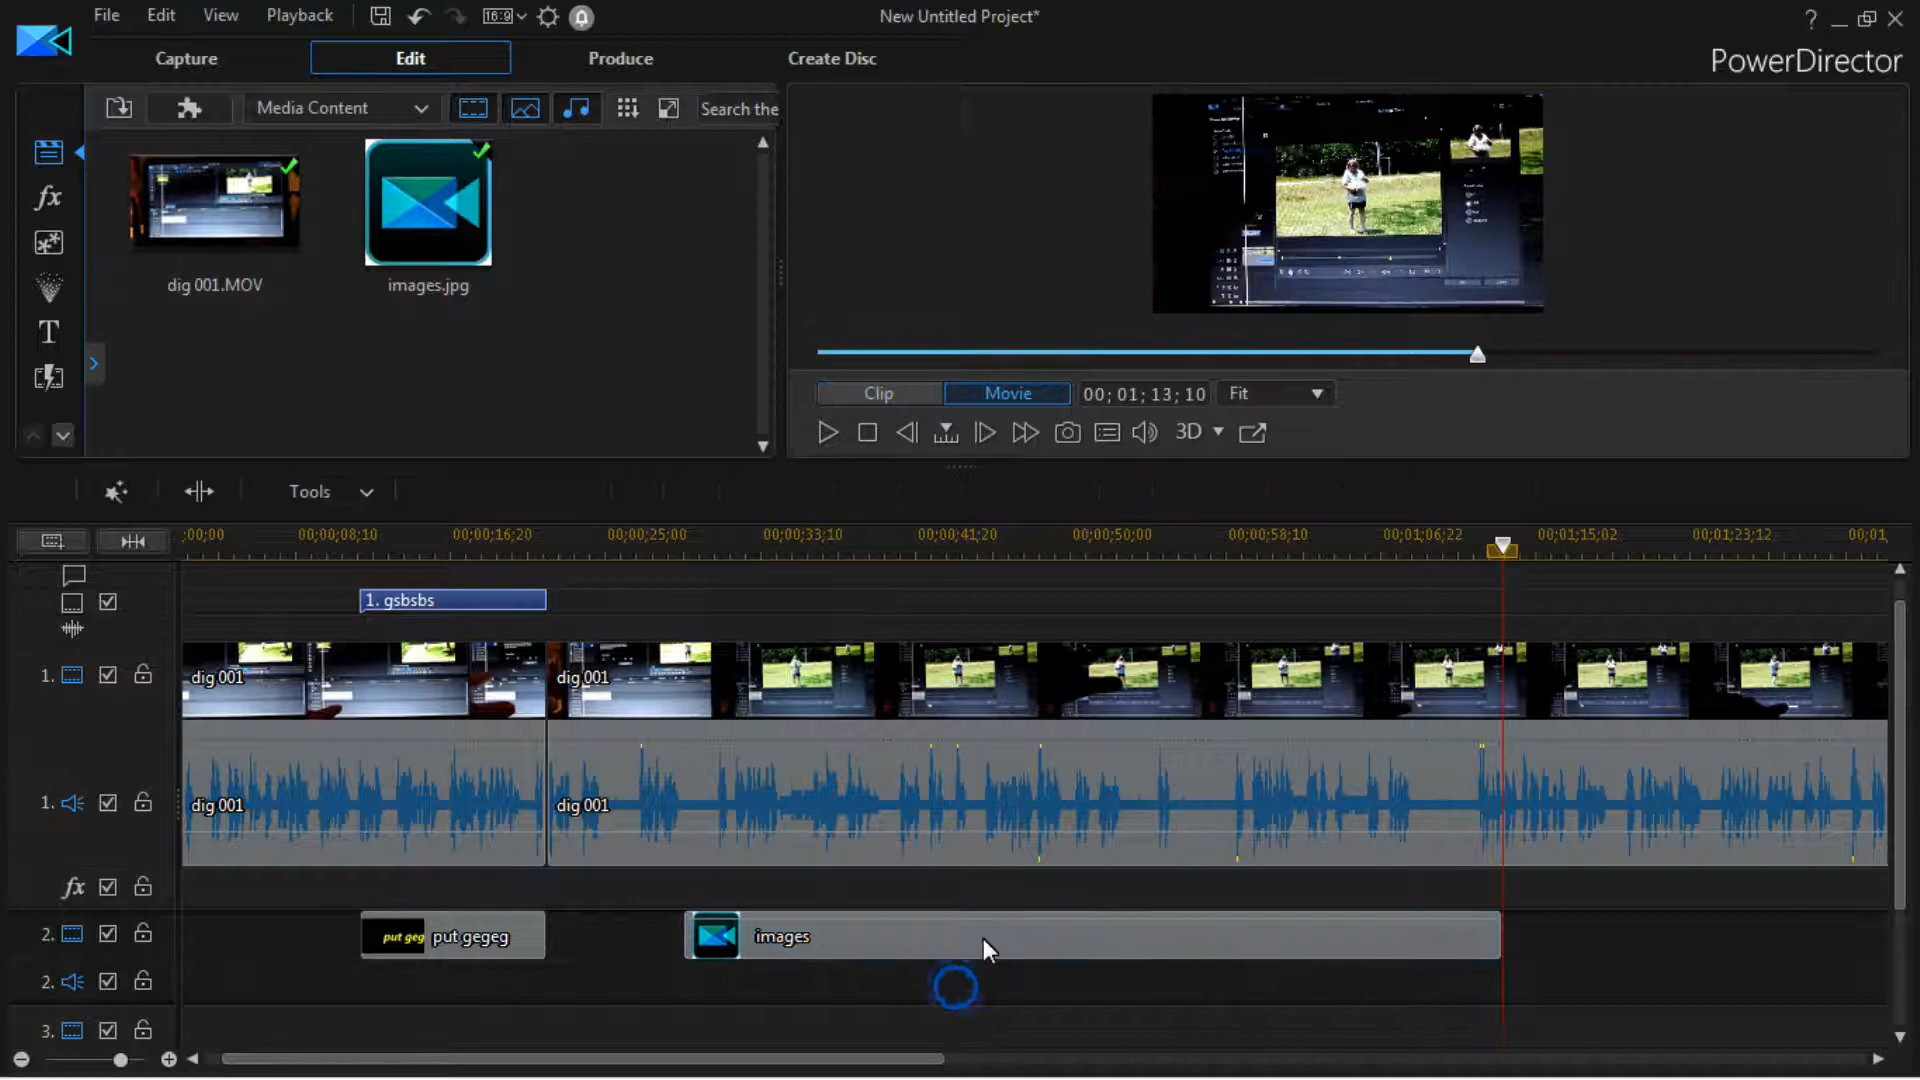 File Edit View Playback 16:9 New Untitled Project* ?
Capture Edit Produce Create Disc PowerDirector
Media Content Search the
dig 001.MOV images.jpg
fx
T
Clip Movie 00; 01; 13; 10 Fit
3D
Tools
;00;00 00;00;08;10 00;00;16;20 00;00;25;00 00;00;33;10 00;00;41;20 00;00;50;00 00;00;58;10 00;01;06;22 00;01;15;02 00;01;23;12 00;01
1. gsbsbs
1. dig 001 dig 001
1. dig 001 dig 001
fx
2. put geg put gegeg images
2.
3.